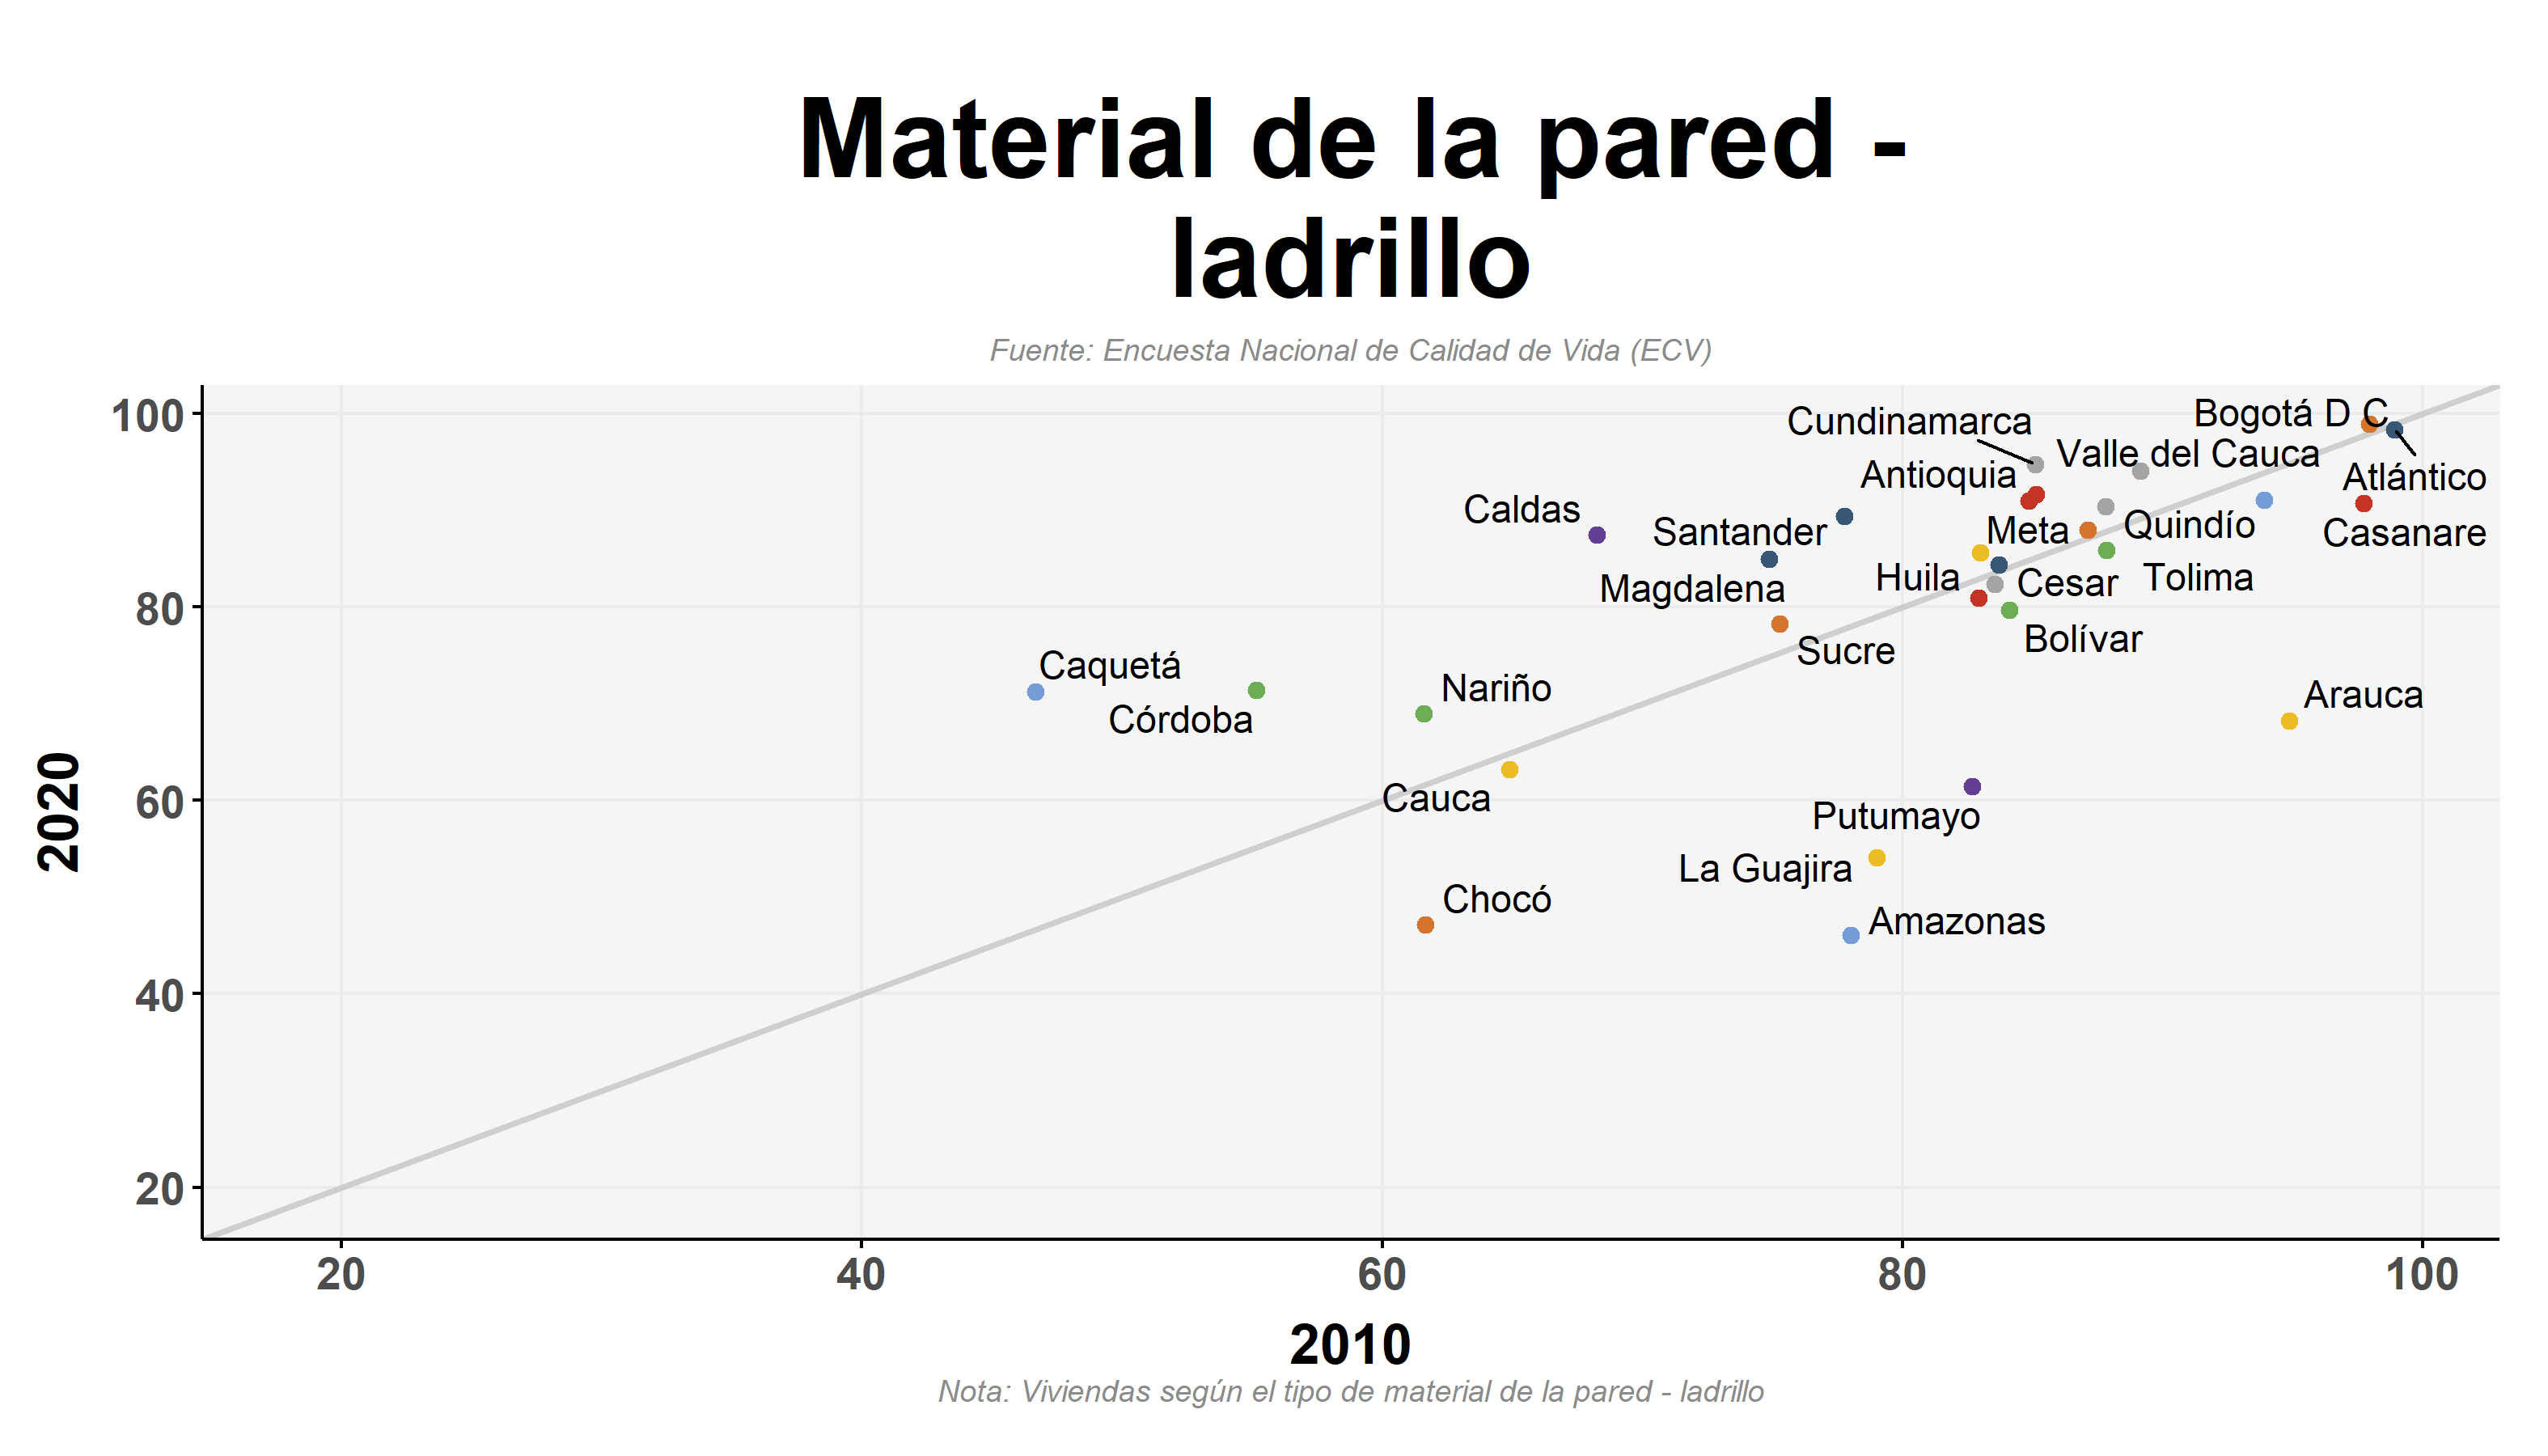 Material de la pared -
ladrillo
Fuente: Encuesta Nacional de Calidad de Vida (ECV)
2020
100
80
60
40
20
Cundinamarca
Bogotá D C
Valle del Cauca
Antioquia
Atlántico
Caldas
Santander
Meta
Quindío
Casanare
Magdalena
Huila
Cesar
Tolima
Sucre
Bolívar
Caquetá
Córdoba
Nariño
Arauca
Cauca
Putumayo
La Guajira
Chocó
Amazonas
20
40
60
80
100
2010
Nota: Viviendas según el tipo de material de la pared - ladrillo